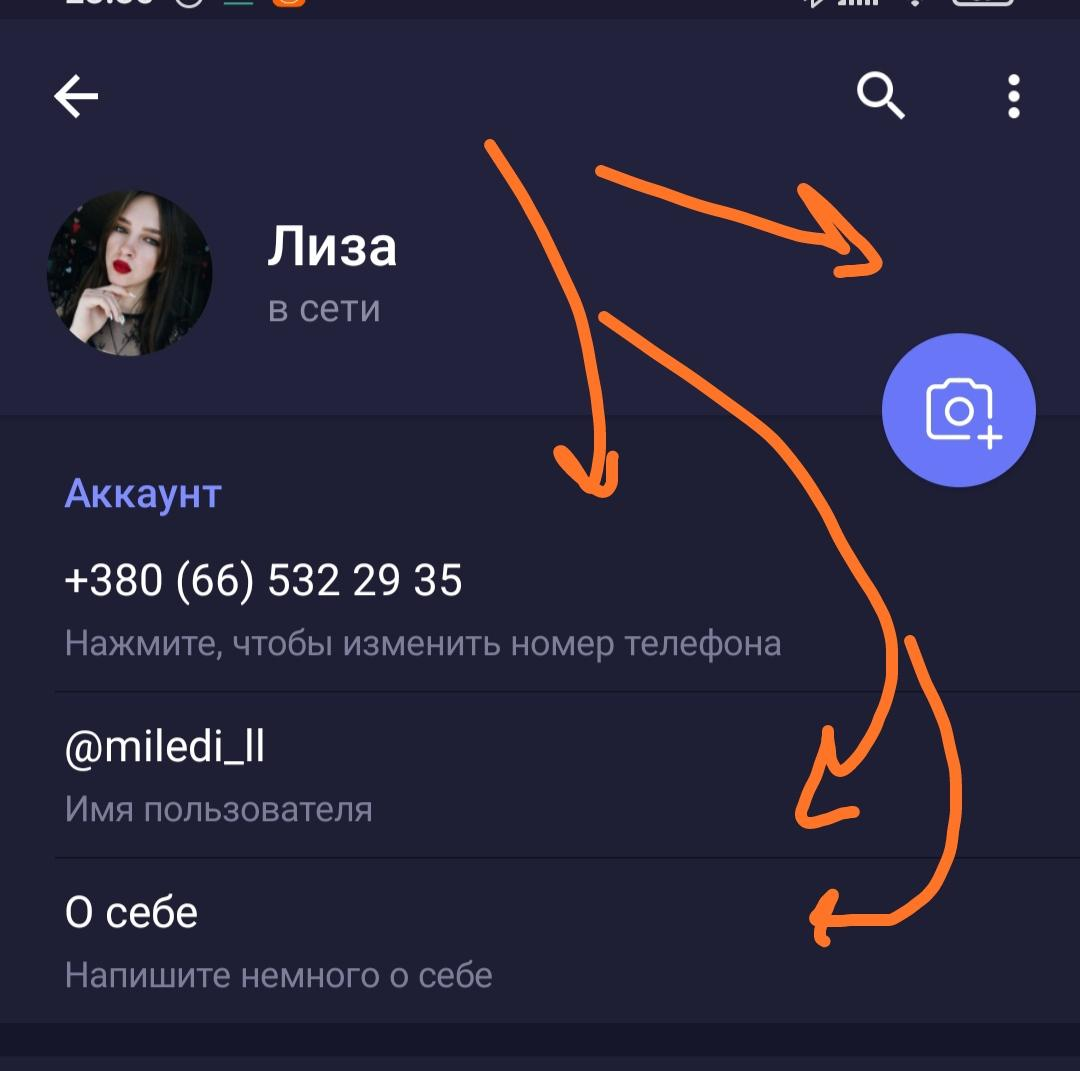 Лиза
в сети
Аккаунт
+380 (66) 532 29 35
Нажмите, чтобы изменить номер телефона
@miledi_ll
Имя пользователя
О себе
Напишите немного о себе